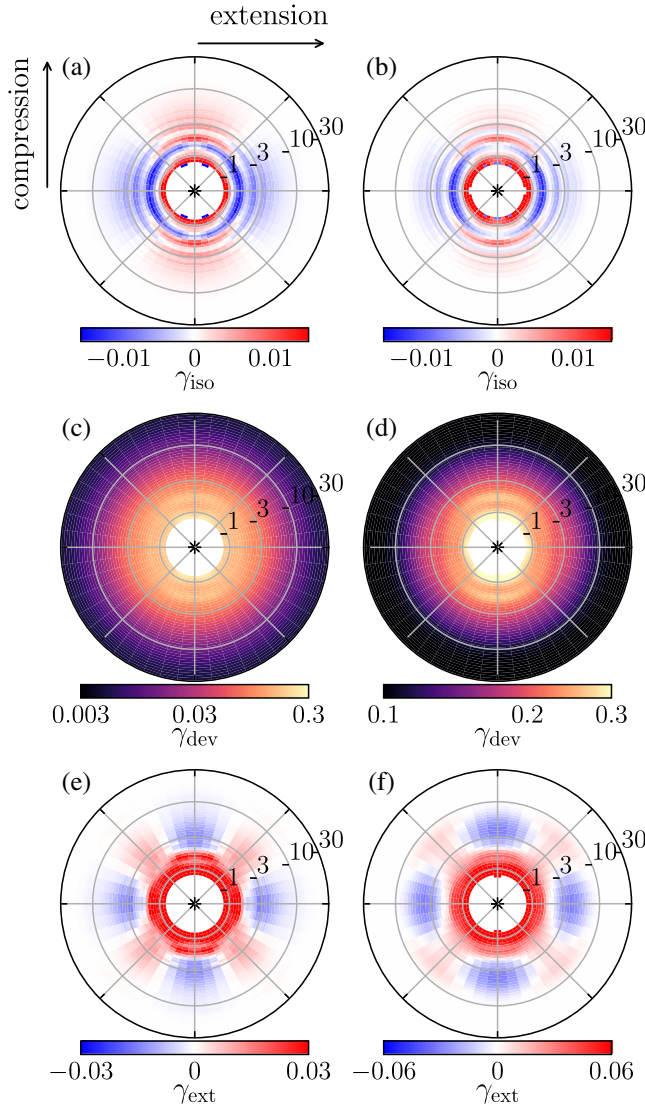 extension
compression
(a)
(b)
1 3 10 30
1 3 10 30
−0.01 0 0.01
−0.01 0 0.01
γiso
γiso
(c)
(d)
1 3 10 30
1 3 10 30
0.003 0.03 0.3
0.1 0.2 0.3
γdev
γdev
(e)
(f)
1 3 10 30
1 3 10 30
−0.03 0 0.03
−0.06 0 0.06
γext
γext